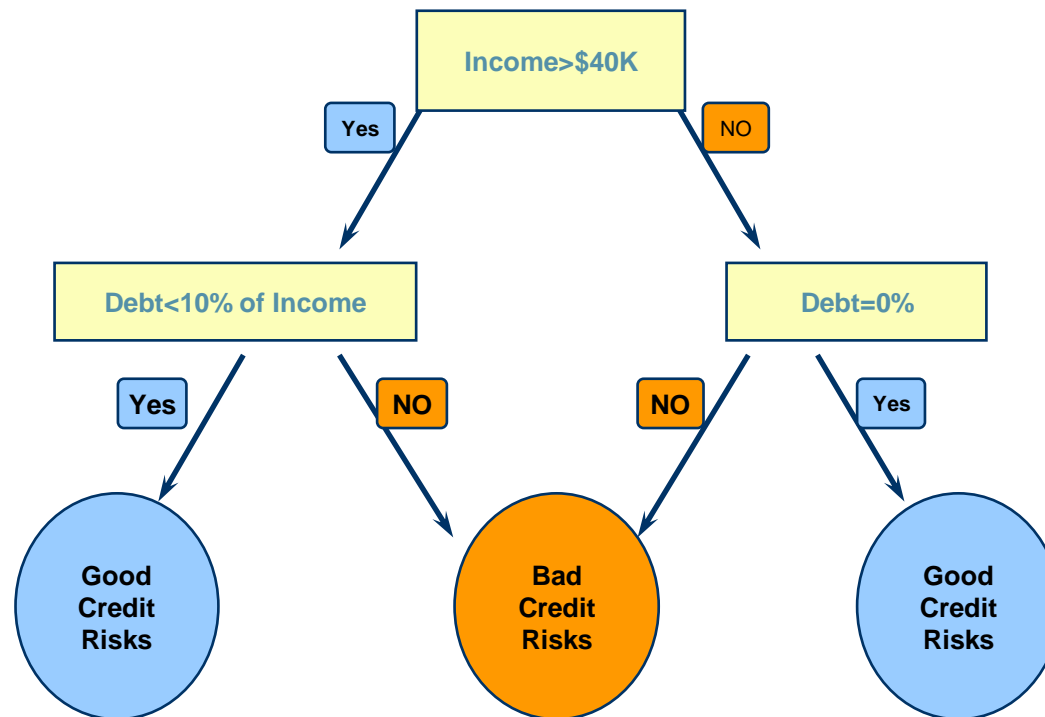 Income>$40K
Yes
NO
Debt<10% of Income
Debt=0%
Yes
NO
NO
Yes
Good
Credit
Risks
Bad
Credit
Risks
Good
Credit
Risks